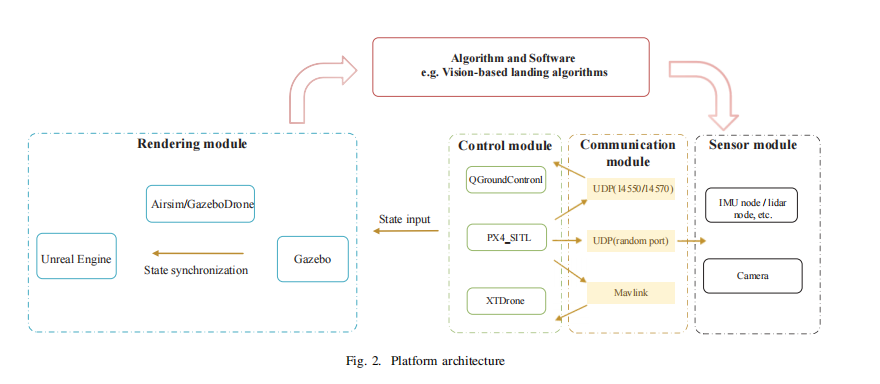 Algorithm and Software
e.g. Vision-based landing algorithms
Rendering module
Airsim/GazeboDrone
Unreal Engine
State synchronization
Gazebo
State input
Control module
QGroundContronl
PX4_SITL
XTDrone
Communication
module
UDP(14550/14570)
UDP(random port)
Mavlink
Sensor module
IMU node / lidar
node, etc.
Camera
Fig. 2. Platform architecture